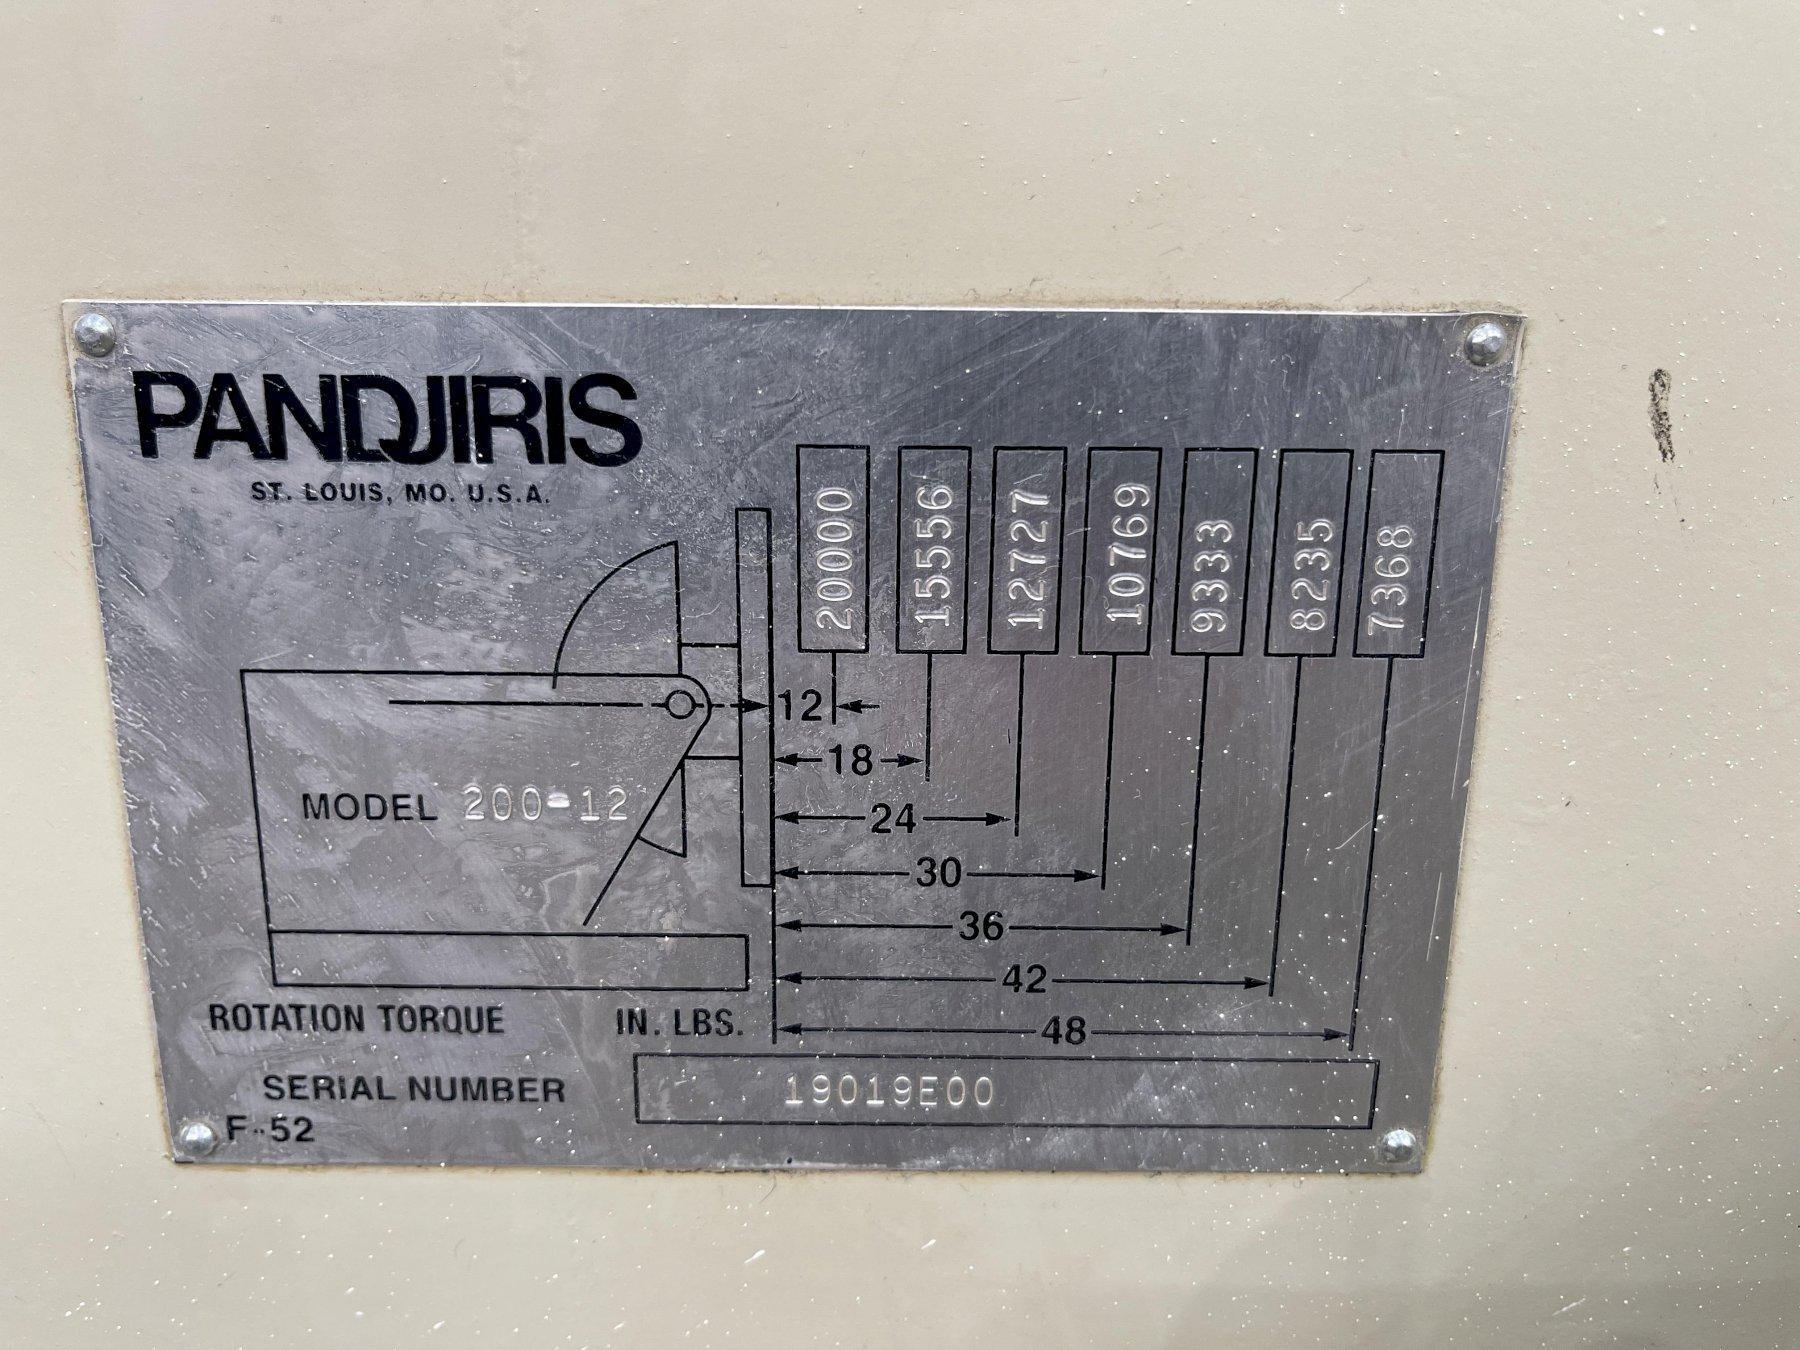 PANDJIRIS
ST. LOUIS, MO. U.S.A.
20000 15556 12727 10769 9333 8235 7368
12
18
MODEL 200-12
24
30
36
42
ROTATION TORQUE IN. LBS.
48
SERIAL NUMBER 19019E00
F-52